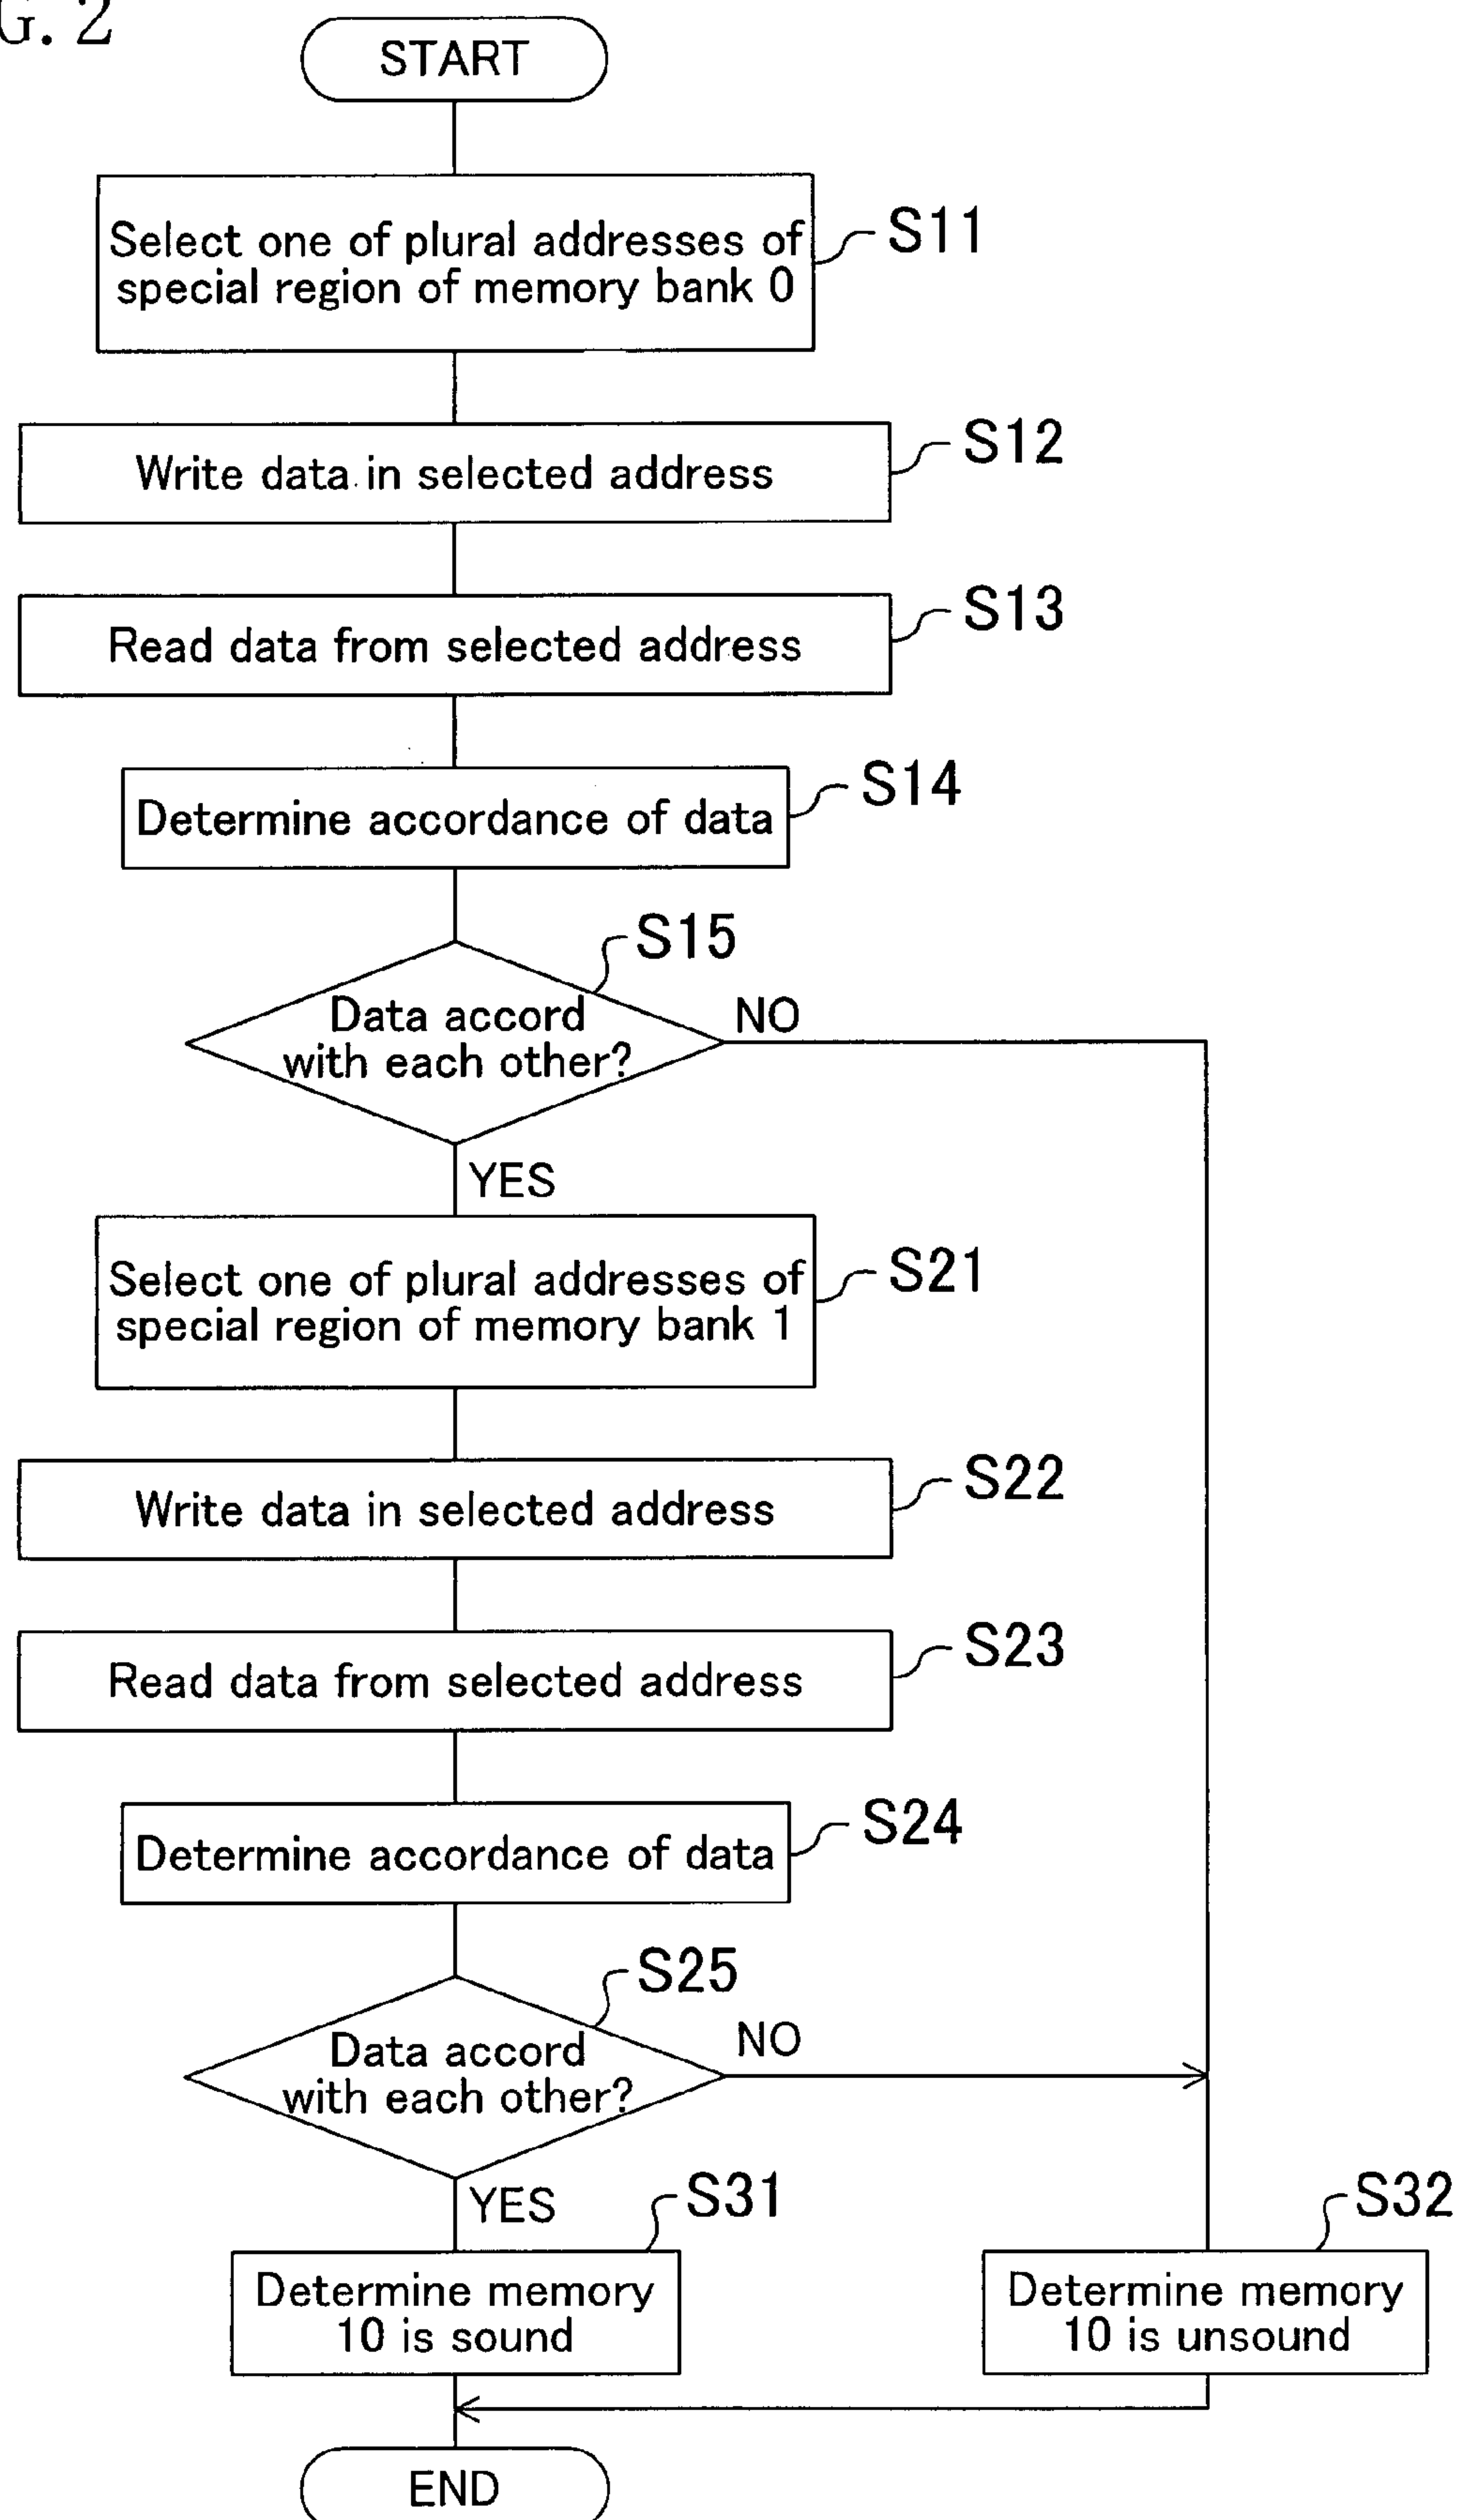 G.2
START
Select one of plural addresses of
special region of memory bank 0
S11
Write data in selected address
S12
Read data from selected address
S13
Determine accordance of data
S14
S15
Data accord
with each other?
NO
YES
Select one of plural addresses of
special region of memory bank 1
S21
Write data in selected address
S22
Read data from selected address
S23
Determine accordance of data
S24
S25
Data accord
with each other?
NO
YES
S31
S32
Determine memory
10 is sound
Determine memory
10 is unsound
END